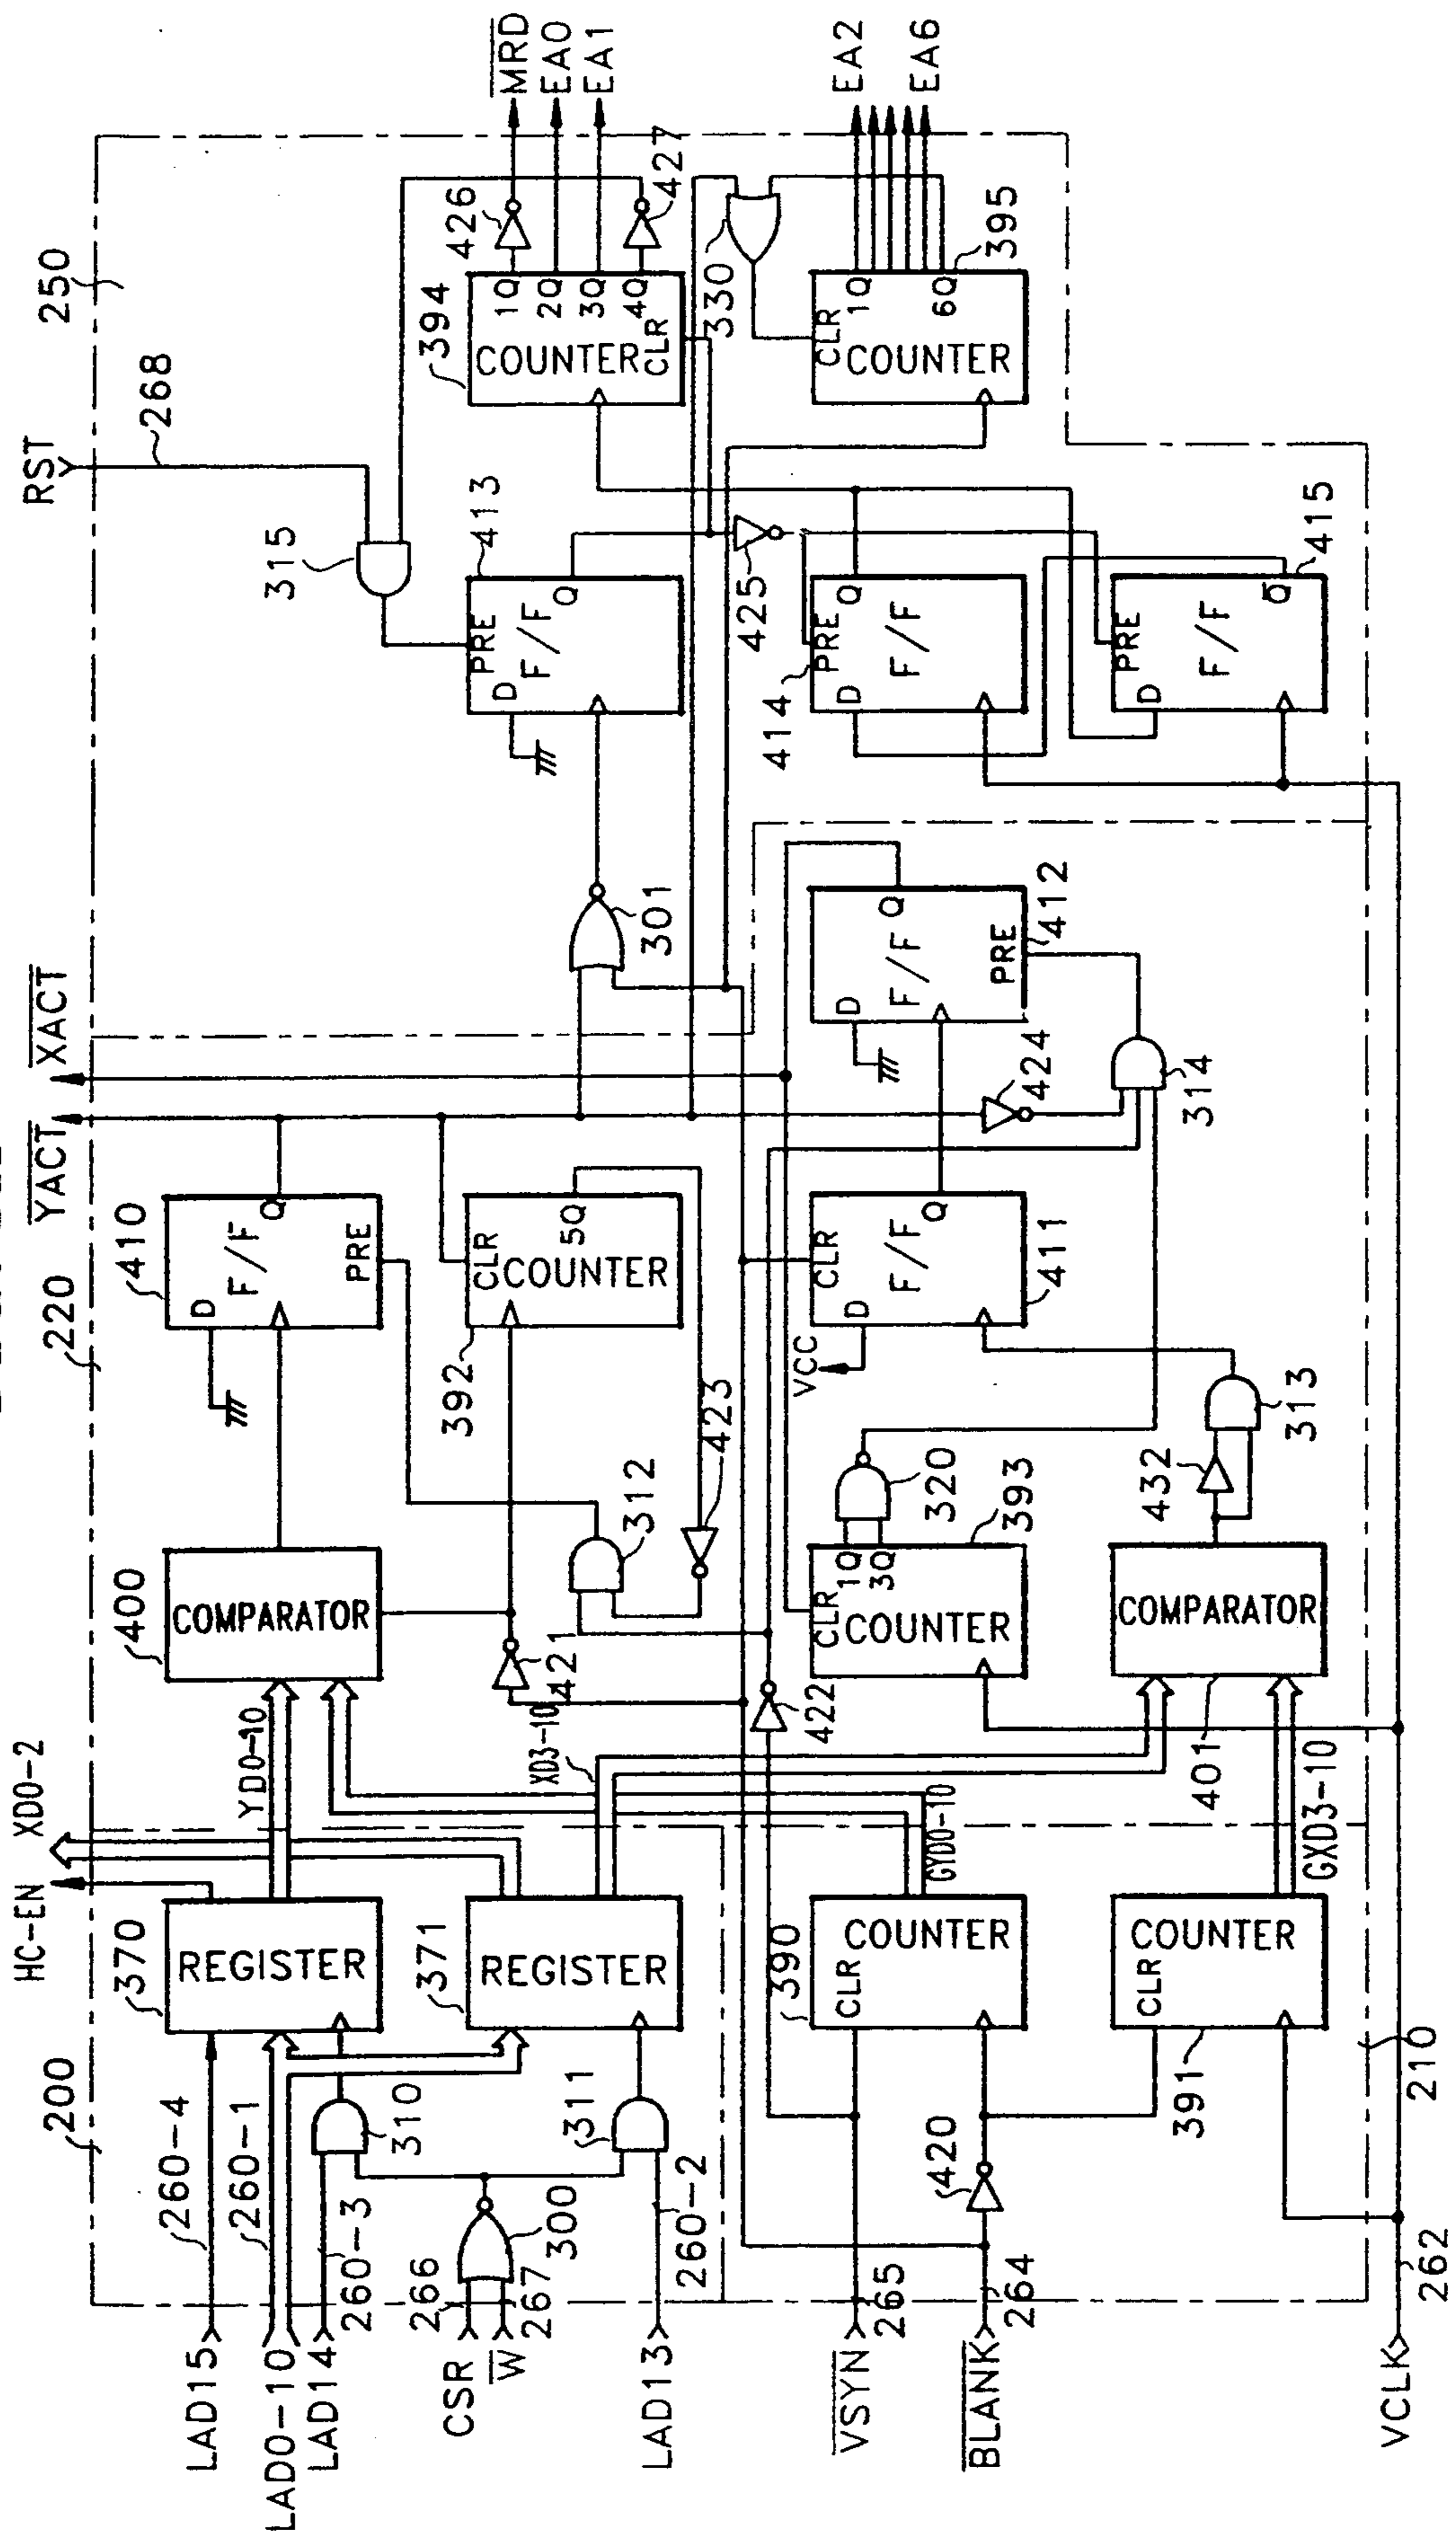 HC-EN XD0-2
YACT
XACT
RST
200
220
250
268
LAD15
260-4
LAD0-10
260-1
LAD14
260-3
310
CSR
266
W
267
300
LAD13
260-2
311
VSYN
265
BLANK
264
VCLK
262
210
370
REGISTER
371
REGISTER
YD0-10
XD3-10
GYD0-10
GXD3-10
390
CLR
COUNTER
391
CLR
COUNTER
420
421
422
400
COMPARATOR
401
COMPARATOR
410
D
F/F
Q
PRE
392
CLR
5Q
COUNTER
312
423
393
CLR
1Q
3Q
COUNTER
320
432
313
VCC
411
CLR
D
F/F
Q
424
314
412
D
F/F
Q
PRE
301
315
413
PRE
D
F/F
Q
425
414
PRE
D
F/F
Q
415
PRE
D
F/F
Q
394
COUNTER
1Q
2Q
3Q
4Q
CLR
426
427
330
395
CLR
COUNTER
1Q
6Q
MRD
EA0
EA1
EA2
EA6